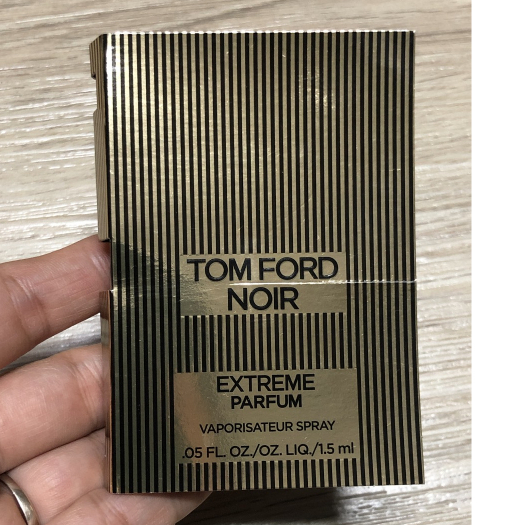 TOM FORD
NOIR
EXTREME
PARFUM
VAPORISATEUR SPRAY
.05 FL. OZ./OZ. LIQ./1.5 ml